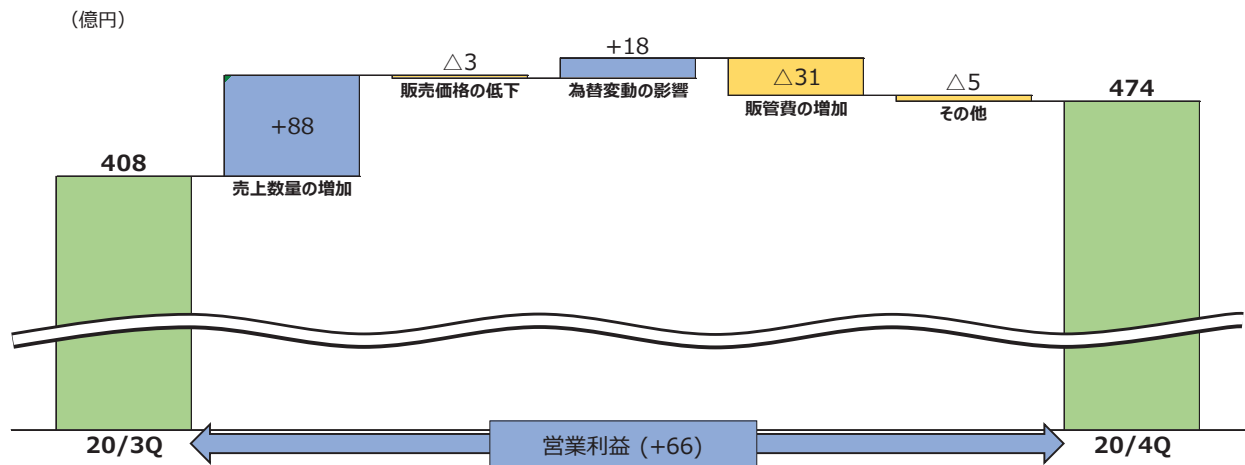 （億円）
408
+88
売上数量の増加
△3
販売価格の低下
+18
為替変動の影響
△31
販管費の増加
△5
その他
474
20/3Q
営業利益 (+66)
20/4Q